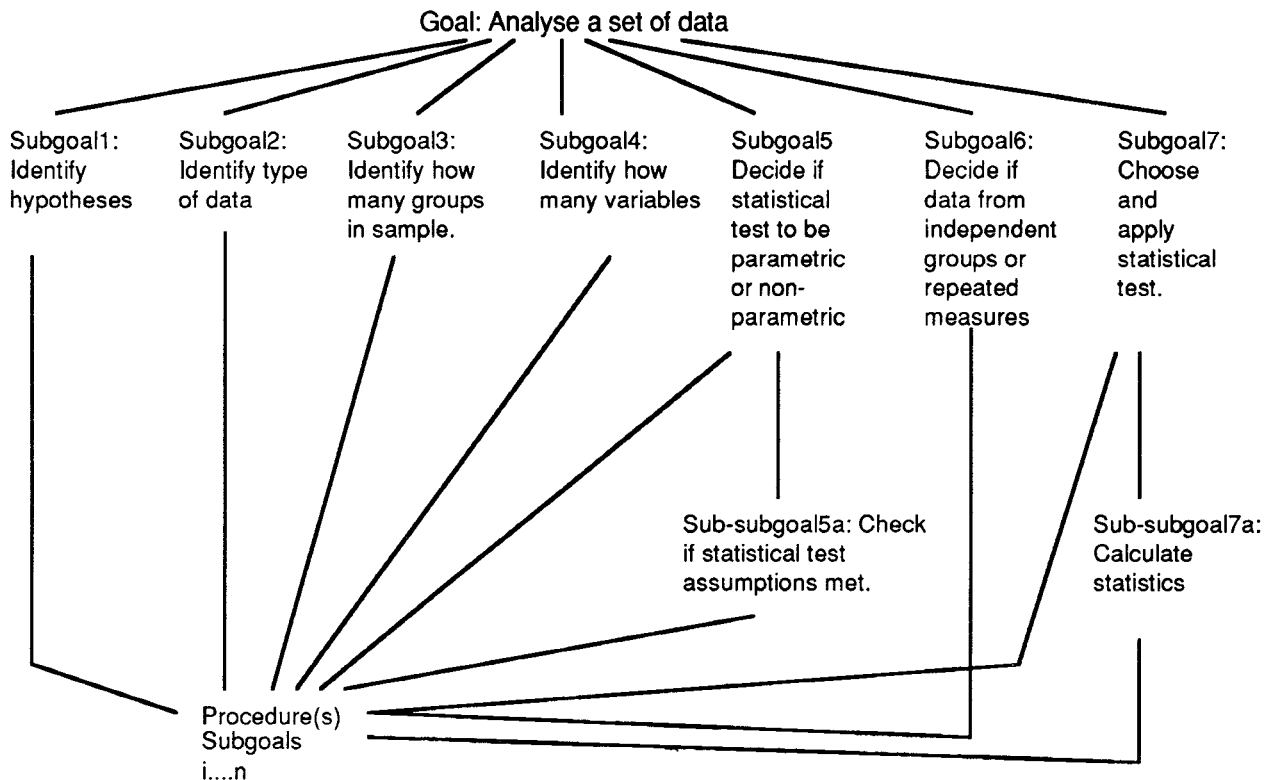 Goal: Analyse a set of data
Subgoal1:
Identify
hypotheses
Subgoal2:
Identify type
of data
Subgoal3:
Identify how
many groups
in sample.
Subgoal4:
Identify how
many variables
Subgoal5
Decide if
statistical
test to be
parametric
or non-
parametric
Subgoal6:
Decide if
data from
independent
groups or
repeated
measures
Subgoal7:
Choose
and
apply
statistical
test.
Sub-subgoal5a: Check
if statistical test
assumptions met.
Sub-subgoal7a:
Calculate
statistics
Procedure(s)
Subgoals
i....n